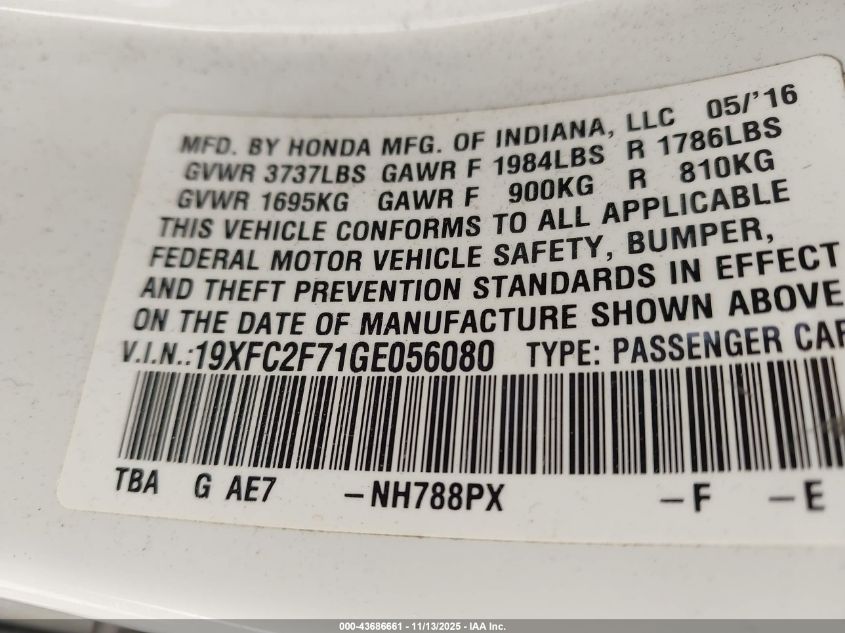 MFD. BY HONDA MFG. OF INDIANA, LLC 05/'16
GVWR 3737LBS GAWR F 1984LBS R 1786LBS
GVWR 1695KG GAWR F 900KG R 810KG
THIS VEHICLE CONFORMS TO ALL APPLICABLE
FEDERAL MOTOR VEHICLE SAFETY, BUMPER,
AND THEFT PREVENTION STANDARDS IN EFFECT
ON THE DATE OF MANUFACTURE SHOWN ABOVE
V.I.N.:19XFC2F71GE056080 TYPE: PASSENGER CAR
TBA G AE7 -NH788PX -F -E
000-43686661 - 11/13/2025 - IAA Inc.